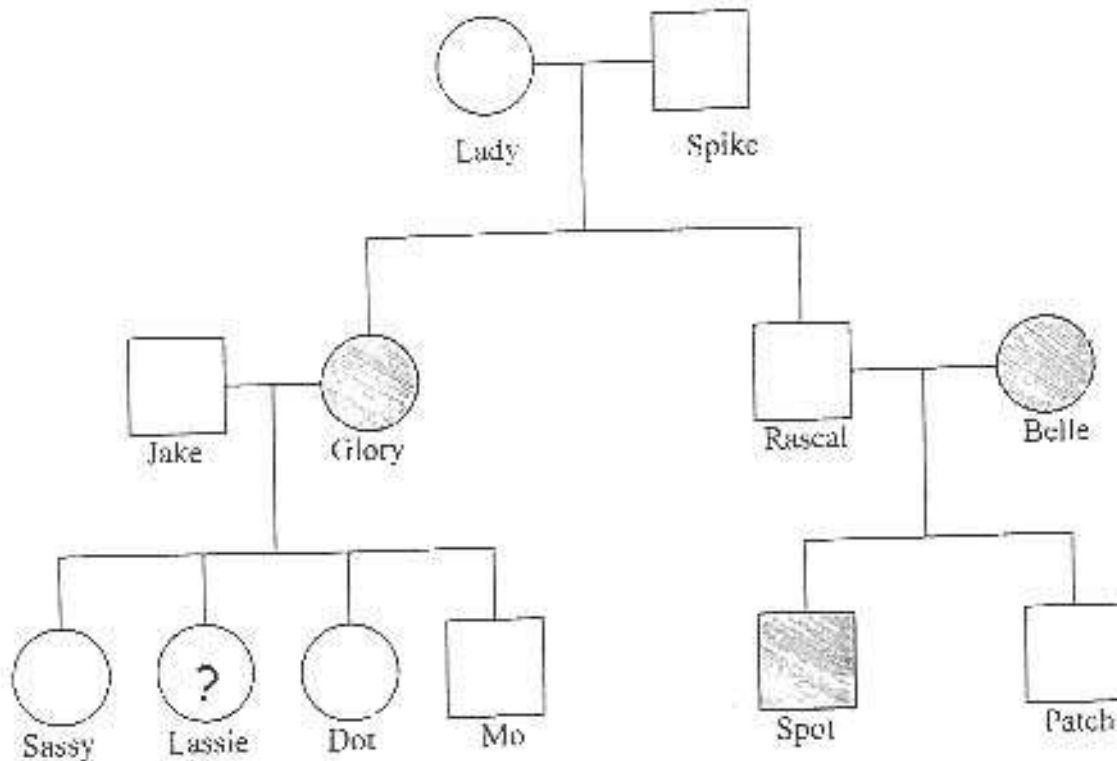 Lady
Spike
Jake
Glory
Rascal
Belle
?
Sassy
Lassie
Dot
Mo
Spot
Patch